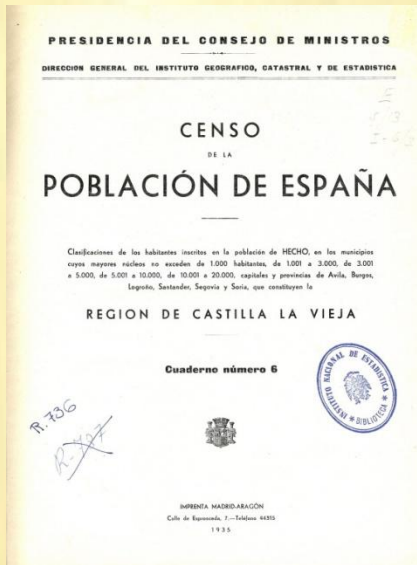 PRESIDENCIA DEL CONSEJO DE MINISTROS
DIRECCION GENERAL DEL INSTITUTO GEOGRAFICO, CATASTRAL Y DE ESTADISTICA
CENSO
DE LA
POBLACIÓN DE ESPAÑA
Clasificaciones de los habitantes inscritos en la población de HECHO, en los municipios
cuyos mayores núcleos no exceden de 1.000 habitantes, de 1.001 a 3.000, de 3.001
a 5.000, de 5.001 a 10.000, de 10.001 a 20.000, capitales y provincias de Avila, Burgos,
Logroño, Santander, Segovia y Soria, que constituyen la
REGION DE CASTILLA LA VIEJA
Cuaderno número 6
INSTITUTO NACIONAL DE ESTADISTICA
BIBLIOTECA
R. 736
R-707
IMPRENTA MADRID-ARAGÓN
Calle de Espronceda, 7.—Teléfono 44315
1935